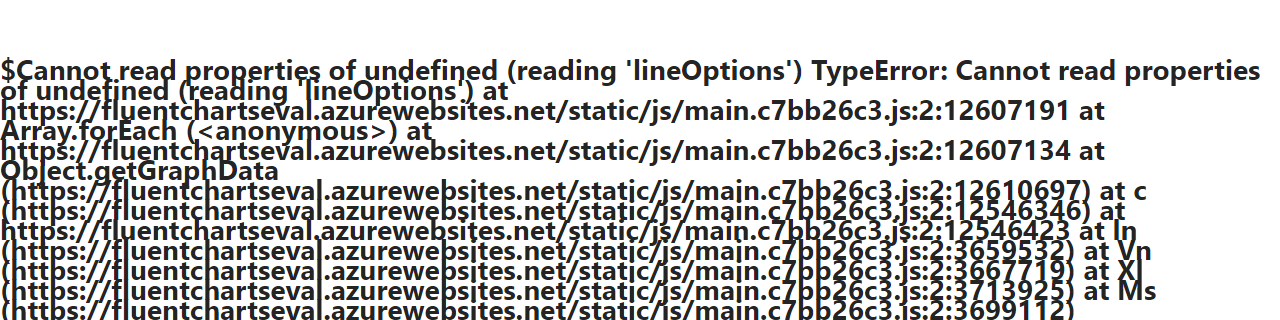 $Cannot read properties of undefined (reading 'lineOptions') TypeError: Cannot read properties
of undefined (reading 'lineOptions') at
https://fluentchartseval.azurewebsites.net/static/js/main.c7bb26c3.js:2:12607191 at
Array.forEach (<anonymous>) at
https://fluentchartseval.azurewebsites.net/static/js/main.c7bb26c3.js:2:12607134 at
Object.getGraphData
(https://fluentchartseval.azurewebsites.net/static/js/main.c7bb26c3.js:2:12610697) at c
(https://fluentchartseval.azurewebsites.net/static/js/main.c7bb26c3.js:2:12546346) at
https://fluentchartseval.azurewebsites.net/static/js/main.c7bb26c3.js:2:12546423 at ln
(https://fluentchartseval.azurewebsites.net/static/js/main.c7bb26c3.js:2:3659532) at Vn
(https://fluentchartseval.azurewebsites.net/static/js/main.c7bb26c3.js:2:3667719) at Xl
(https://fluentchartseval.azurewebsites.net/static/js/main.c7bb26c3.js:2:3713925) at Ms
(https://fluentchartseval.azurewebsites.net/static/js/main.c7bb26c3.js:2:3699112)